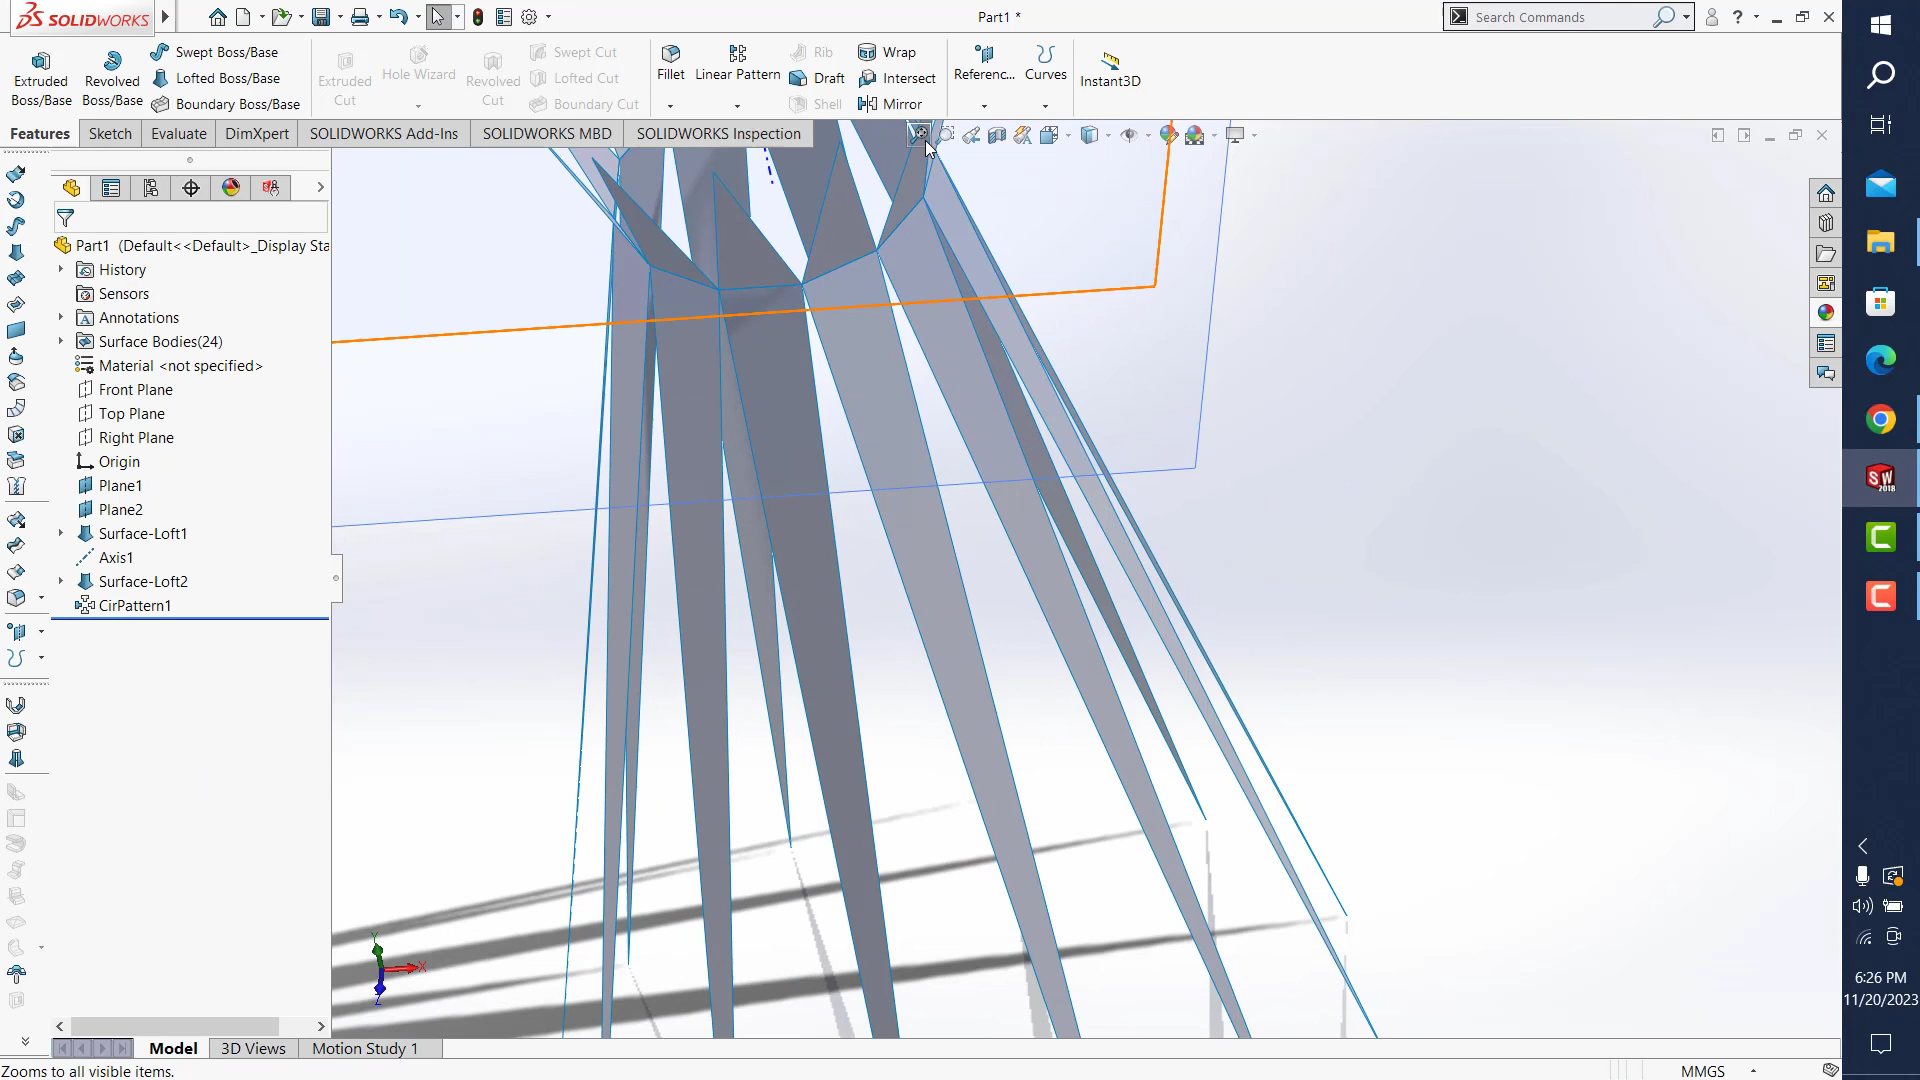 SOLIDWORKS
Part1 *
Search Commands
Extruded Boss/Base
Revolved Boss/Base
Swept Boss/Base
Lofted Boss/Base
Boundary Boss/Base
Extruded Cut
Hole Wizard
Revolved Cut
Swept Cut
Lofted Cut
Boundary Cut
Fillet
Linear Pattern
Rib
Draft
Shell
Wrap
Intersect
Mirror
Referenc...
Curves
Instant3D
Features
Sketch
Evaluate
DimXpert
SOLIDWORKS Add-Ins
SOLIDWORKS MBD
SOLIDWORKS Inspection
Part1 (Default<<Default>_Display Sta
History
Sensors
Annotations
Surface Bodies(24)
Material <not specified>
Front Plane
Top Plane
Right Plane
Origin
Plane1
Plane2
Surface-Loft1
Axis1
Surface-Loft2
CirPattern1
Y
X
Z
Model
3D Views
Motion Study 1
Zooms to all visible items.
MMGS
SW
2018
6:26 PM
11/20/2023